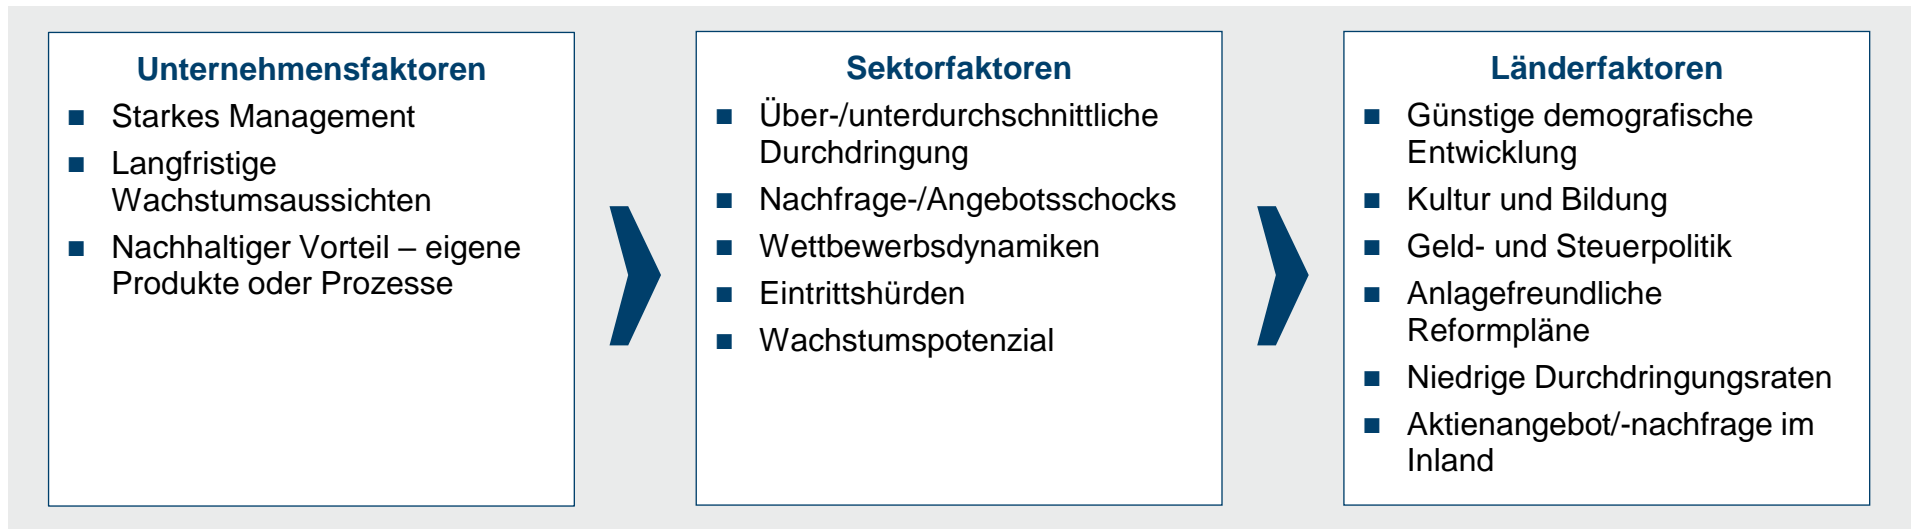 Unternehmensfaktoren
Starkes Management
Langfristige
Wachstumsaussichten
Nachhaltiger Vorteil – eigene
Produkte oder Prozesse
Sektorfaktoren
Über-/unterdurchschnittliche
Durchdringung
Nachfrage-/Angebotsschocks
Wettbewerbsdynamiken
Eintrittshürden
Wachstumspotenzial
Länderfaktoren
Günstige demografische
Entwicklung
Kultur und Bildung
Geld- und Steuerpolitik
Anlagefreundliche
Reformpläne
Niedrige Durchdringungsraten
Aktienangebot/-nachfrage im
Inland